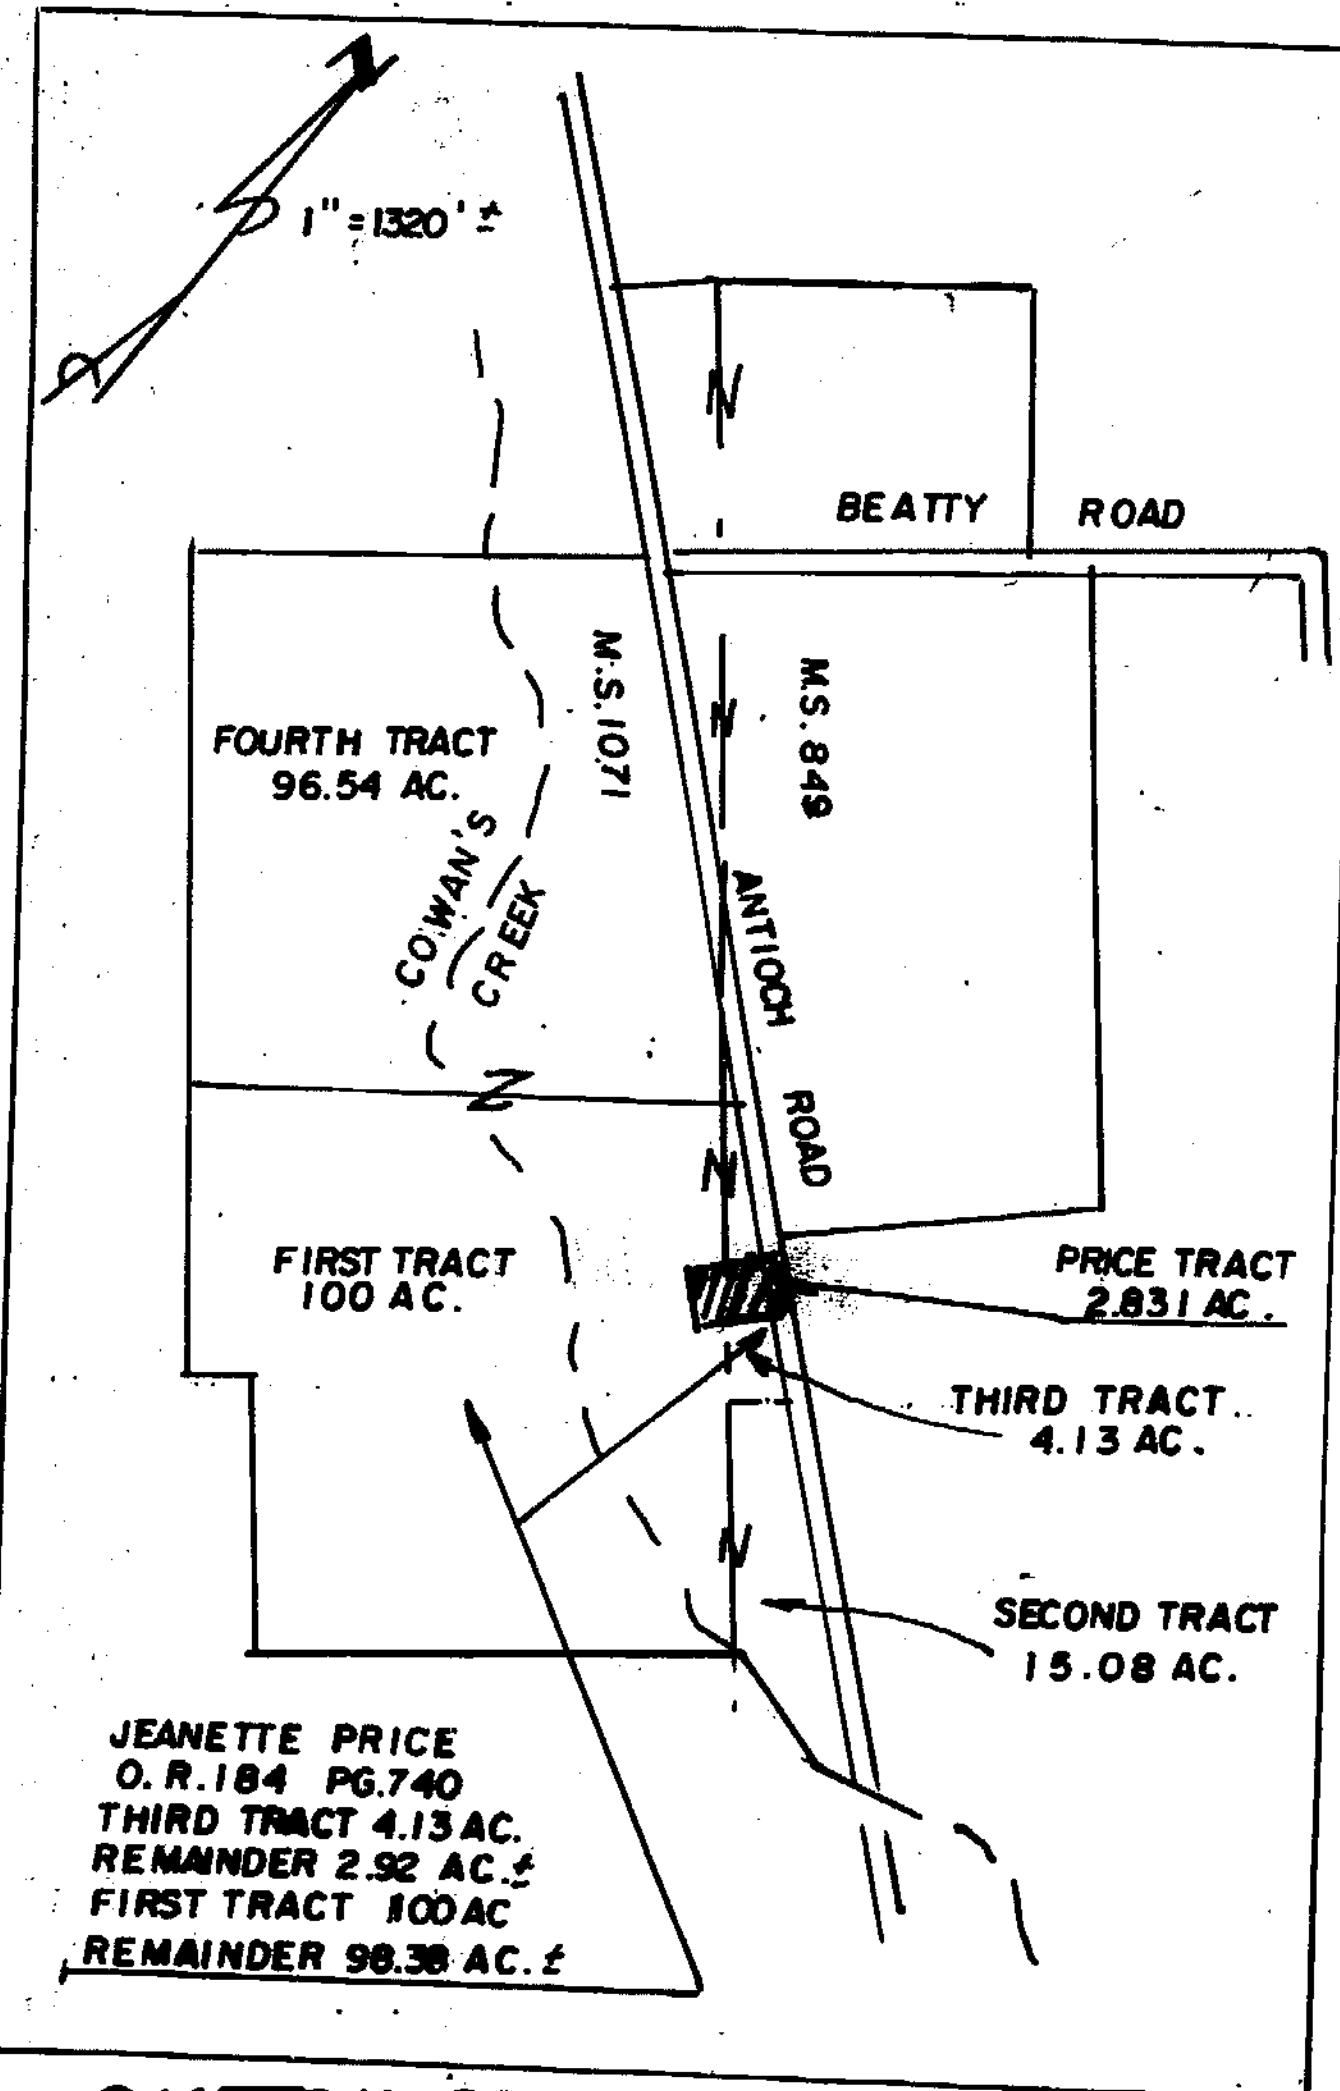 1"=1320'±
N
BEATTY ROAD
M.S. 1071
N
M.S. 849
FOURTH TRACT
96.54 AC.
COWAN'S
CREEK
ANTIOCH ROAD
N
N
FIRST TRACT
100 AC.
PRICE TRACT
2.831 AC.
THIRD TRACT
4.13 AC.
N
SECOND TRACT
15.08 AC.
JEANETTE PRICE
O.R.184 PG.740
THIRD TRACT 4.13 AC.
REMAINDER 2.92 AC.±
FIRST TRACT 100 AC
REMAINDER 98.38 AC.±